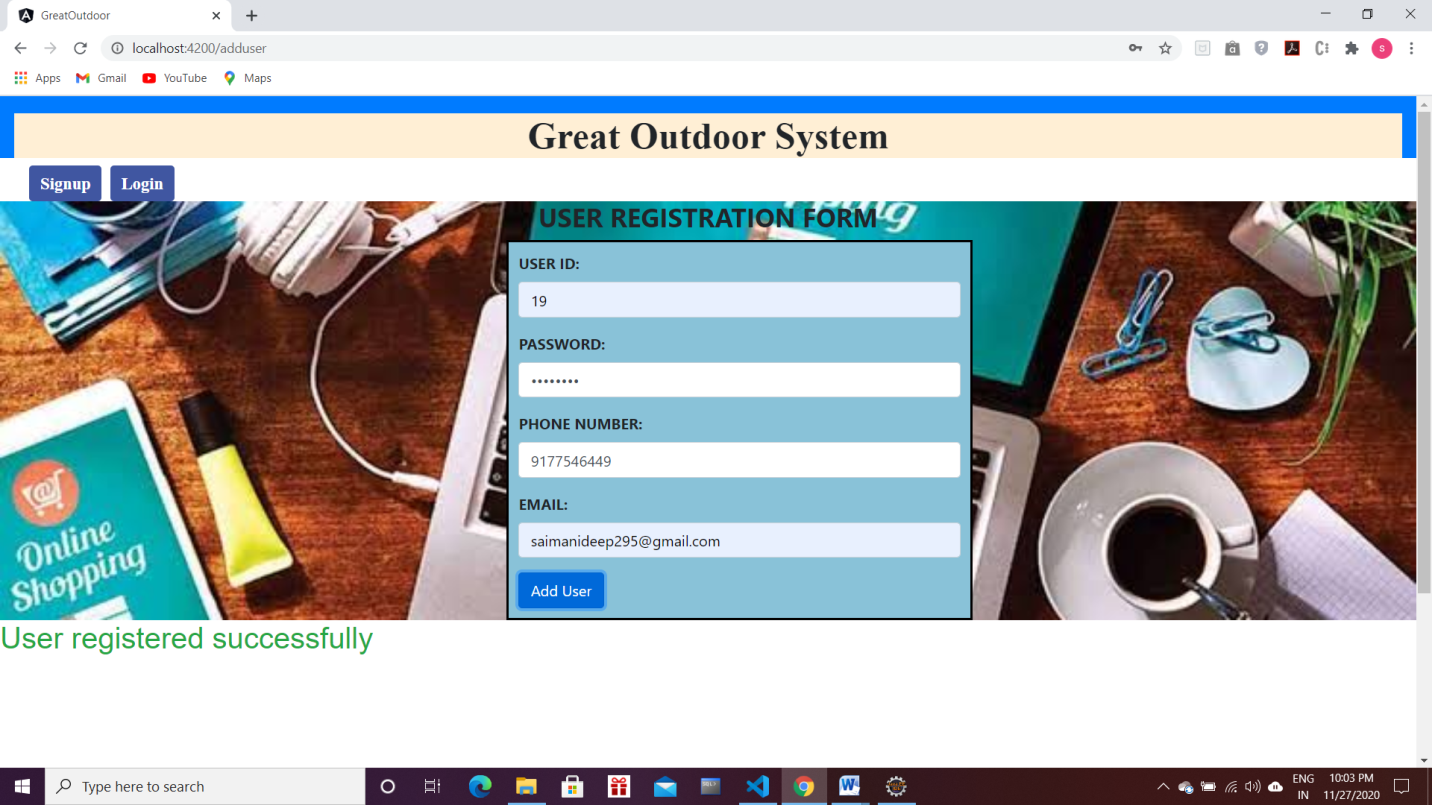 GreatOutdoor
localhost:4200/adduser
Apps Gmail YouTube Maps
Great Outdoor System
Signup Login
USER REGISTRATION FORM
USER ID:
19
PASSWORD:
••••••••
PHONE NUMBER:
9177546449
EMAIL:
saimanideep295@gmail.com
Add User
Online
Shopping
User registered successfully
Type here to search
ENG 10:03 PM
IN 11/27/2020